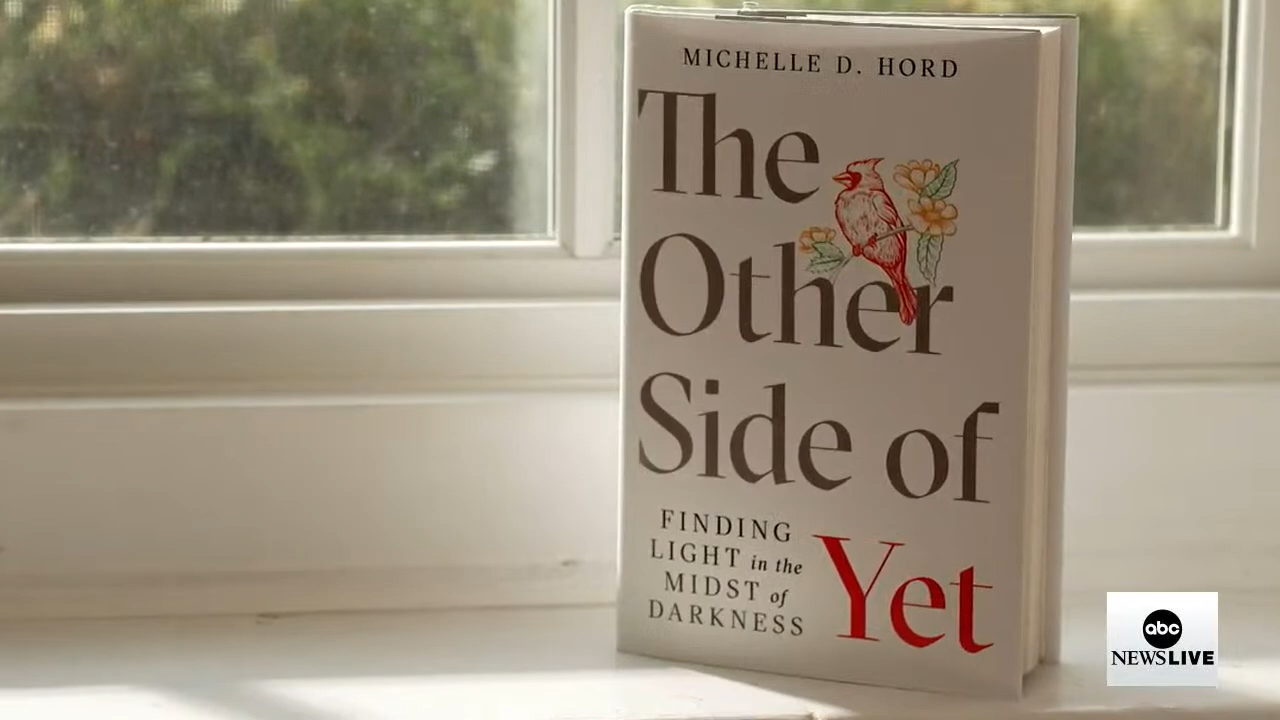 MICHELLE D. HORD
The
Other
Side of
Yet
FINDING
LIGHT in the
MIDST of
DARKNESS
abc
NEWSLIVE